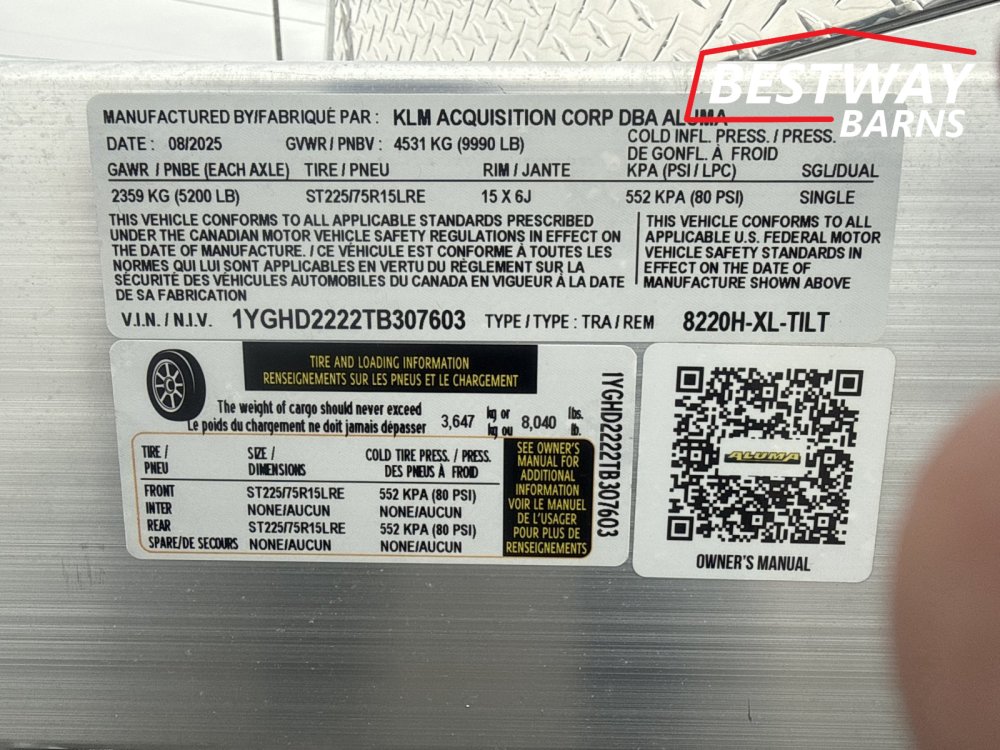 BESTWAY
BARNS
MANUFACTURED BY/FABRIQUÉ PAR : KLM ACQUISITION CORP DBA ALUMA
DATE : 08/2025 GVWR / PNBV : 4531 KG (9990 LB)
COLD INFL. PRESS. / PRESS.
DE GONFL. À FROID
GAWR / PNBE (EACH AXLE) TIRE / PNEU RIM / JANTE KPA (PSI / LPC) SGL/DUAL
2359 KG (5200 LB) ST225/75R15LRE 15 X 6J 552 KPA (80 PSI) SINGLE
THIS VEHICLE CONFORMS TO ALL APPLICABLE STANDARDS PRESCRIBED
UNDER THE CANADIAN MOTOR VEHICLE SAFETY REGULATIONS IN EFFECT ON
THE DATE OF MANUFACTURE. / CE VÉHICULE EST CONFORME À TOUTES LES
NORMES QUI LUI SONT APPLICABLES EN VERTU DU RÈGLEMENT SUR LA
SÉCURITÉ DES VÉHICULES AUTOMOBILES DU CANADA EN VIGUEUR À LA DATE
DE SA FABRICATION
THIS VEHICLE CONFORMS TO ALL
APPLICABLE U.S. FEDERAL MOTOR
VEHICLE SAFETY STANDARDS IN
EFFECT ON THE DATE OF
MANUFACTURE SHOWN ABOVE
V.I.N. / N.I.V. 1YGHD2222TB307603 TYPE / TYPE : TRA / REM 8220H-XL-TILT
TIRE AND LOADING INFORMATION
RENSEIGNEMENTS SUR LES PNEUS ET LE CHARGEMENT
The weight of cargo should never exceed
Le poids du chargement ne doit jamais dépasser
3,647 kg or 8,040 lbs.
kg ou lb.
TIRE / SIZE / COLD TIRE PRESS. / PRESS.
PNEU DIMENSIONS DES PNEUS À FROID
FRONT ST225/75R15LRE 552 KPA (80 PSI)
INTER NONE/AUCUN NONE/AUCUN
REAR ST225/75R15LRE 552 KPA (80 PSI)
SPARE/DE SECOURS NONE/AUCUN NONE/AUCUN
SEE OWNER'S
MANUAL FOR
ADDITIONAL
INFORMATION
VOIR LE MANUEL
DE L'USAGER
POUR PLUS DE
RENSEIGNEMENTS
1YGHD2222TB307603
ALUMA
OWNER'S MANUAL